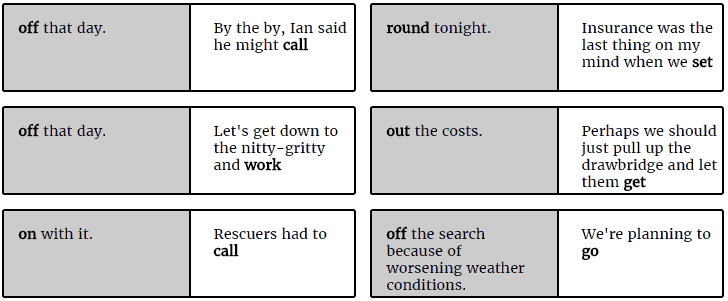 off that day.
By the by, Ian said
he might call
round tonight.
Insurance was the
last thing on my
mind when we set
off that day.
Let's get down to
the nitty-gritty
and work
out the costs.
Perhaps we should
just pull up the
drawbridge and let
them get
on with it.
Rescuers had to
call
off the search
because of
worsening weather
conditions.
We're planning to
go